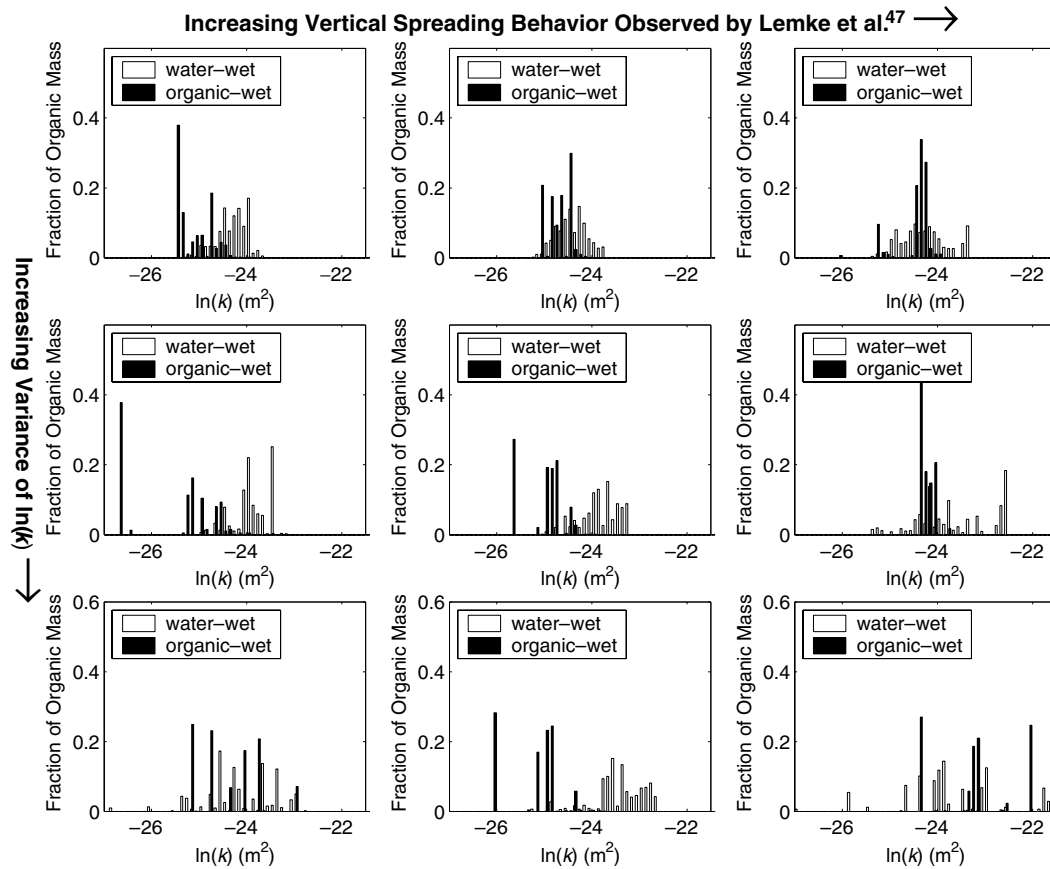 Increasing Vertical Spreading Behavior Observed by Lemke et al.47
Increasing Variance of ln(k)
Fraction of Organic Mass
0.4
0.2
0
water–wet
organic–wet
−26 −24 −22
ln(k) (m2)
Fraction of Organic Mass
0.4
0.2
0
water–wet
organic–wet
−26 −24 −22
ln(k) (m2)
Fraction of Organic Mass
0.4
0.2
0
water–wet
organic–wet
−26 −24 −22
ln(k) (m2)
Fraction of Organic Mass
0.4
0.2
0
water–wet
organic–wet
−26 −24 −22
ln(k) (m2)
Fraction of Organic Mass
0.4
0.2
0
water–wet
organic–wet
−26 −24 −22
ln(k) (m2)
Fraction of Organic Mass
0.4
0.2
0
water–wet
organic–wet
−26 −24 −22
ln(k) (m2)
Fraction of Organic Mass
0.6
0.4
0.2
0
water–wet
organic–wet
−26 −24 −22
ln(k) (m2)
Fraction of Organic Mass
0.6
0.4
0.2
0
water–wet
organic–wet
−26 −24 −22
ln(k) (m2)
Fraction of Organic Mass
0.6
0.4
0.2
0
water–wet
organic–wet
−26 −24 −22
ln(k) (m2)